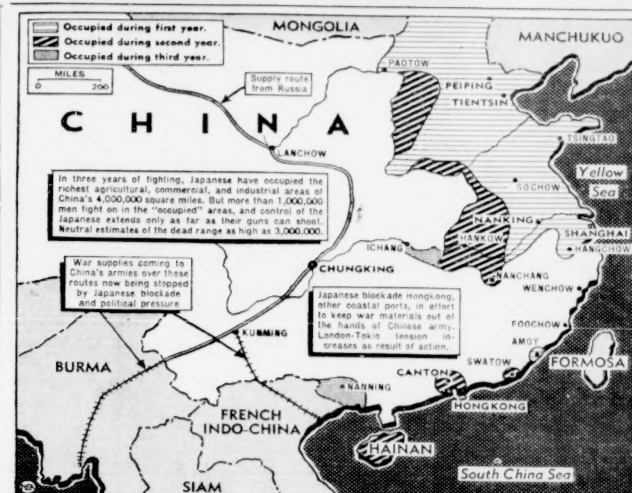 Occupied during first year.
Occupied during second year.
Occupied during third year.
MILES
0 200
MONGOLIA
MANCHUKUO
PAOTOW
PEIPING
TIENTSIN
Supply route
from Russia
CHINA
LANCHOW
TSINGTAO
Yellow
Sea
In three years of fighting, Japanese have occupied the
richest agricultural, commercial, and industrial areas of
China's 4,000,000 square miles. But more than 1,000,000
men fight on in the "occupied" areas, and control of the
Japanese extends only as far as their guns can shoot.
Neutral estimates of the dead range as high as 3,000,000.
SOCHOW
NANKING
SHANGHAI
HANGCHOW
ICHANG
HANKOW
CHUNGKING
NANCHANG
WENCHOW
War supplies coming to
China's armies over these
routes now being stopped
by Japanese blockade
and political pressure
Japanese blockade Hongkong,
other coastal ports, in effort
to keep war materials out of
the hands of Chinese army.
London-Tokio tension in-
creases as result of action.
KUNMING
FOOCHOW
AMOY
BURMA
SWATOW
FORMOSA
CANTON
NANNING
HONGKONG
FRENCH
INDO-CHINA
HAINAN
SIAM
South China Sea